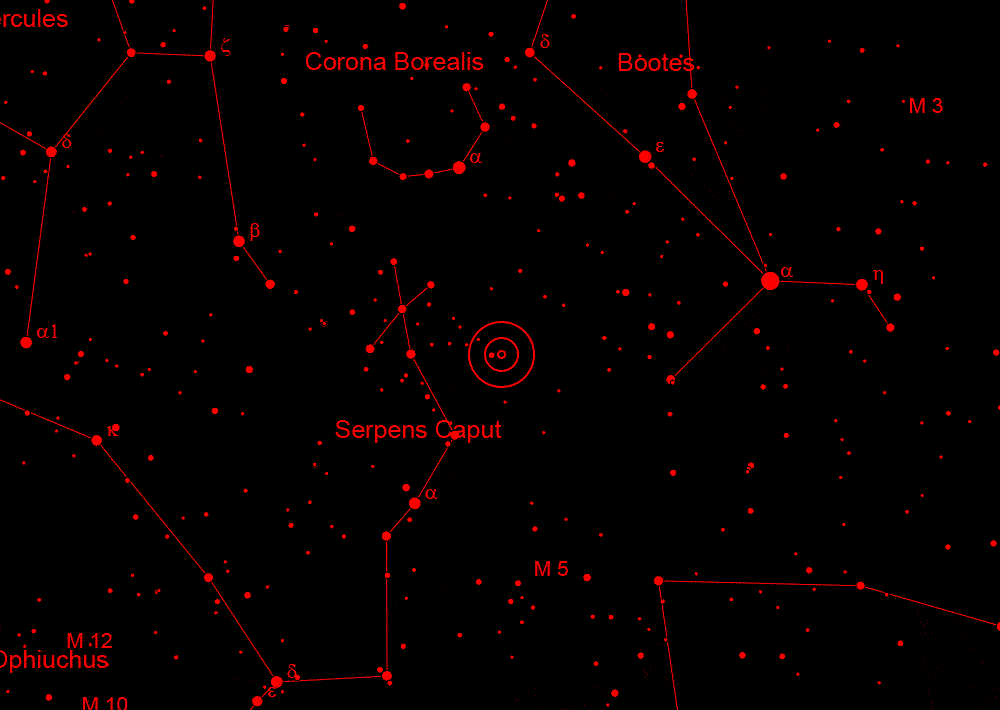 ercules
ζ
δ
Corona Borealis
Bootes
M 3
δ
ε
α
β
α
η
α1
κ
Serpens Caput
α
M 5
M 12
Ophiuchus
δ
ε
M 10